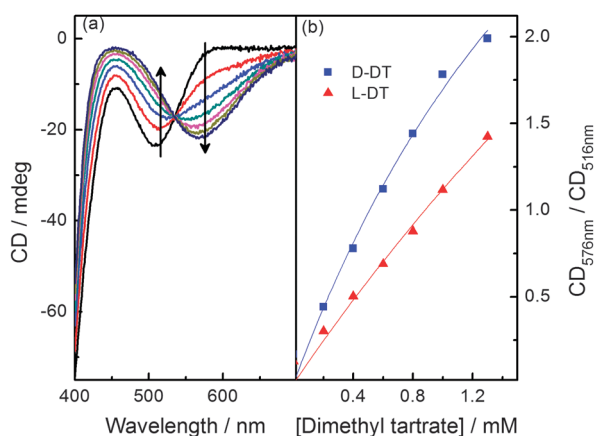 (a)
0
-20
-40
-60
CD / mdeg
400
500
600
Wavelength / nm
(b)
D-DT
L-DT
2.0
1.5
1.0
0.5
CD576nm / CD516nm
0.4
0.8
1.2
[Dimethyl tartrate] / mM